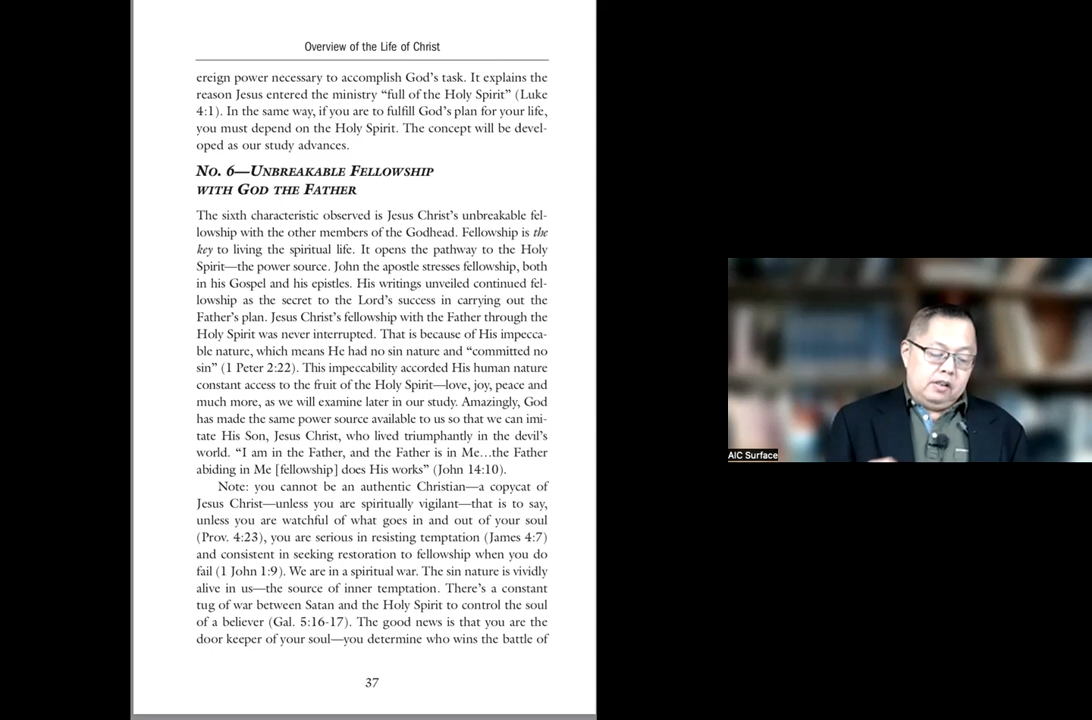 Overview of the Life of Christ
ereign power necessary to accomplish God's task. It explains the
reason Jesus entered the ministry “full of the Holy Spirit” (Luke
4:1). In the same way, if you are to fulfill God's plan for your life,
you must depend on the Holy Spirit. The concept will be devel-
oped as our study advances.
No. 6—Unbreakable Fellowship
with God the Father
The sixth characteristic observed is Jesus Christ's unbreakable fel-
lowship with the other members of the Godhead. Fellowship is the
key to living the spiritual life. It opens the pathway to the Holy
Spirit—the power source. John the apostle stresses fellowship, both
in his Gospel and his epistles. His writings unveiled continued fel-
lowship as the secret to the Lord's success in carrying out the
Father's plan. Jesus Christ's fellowship with the Father through the
Holy Spirit was never interrupted. That is because of His impecca-
ble nature, which means He had no sin nature and “committed no
sin” (1 Peter 2:22). This impeccability accorded His human nature
constant access to the fruit of the Holy Spirit—love, joy, peace and
much more, as we will examine later in our study. Amazingly, God
has made the same power source available to us so that we can imi-
tate His Son, Jesus Christ, who lived triumphantly in the devil's
world. “I am in the Father, and the Father is in Me…the Father
abiding in Me [fellowship] does His works” (John 14:10).
Note: you cannot be an authentic Christian—a copycat of
Jesus Christ—unless you are spiritually vigilant—that is to say,
unless you are watchful of what goes in and out of your soul
(Prov. 4:23), you are serious in resisting temptation (James 4:7)
and consistent in seeking restoration to fellowship when you do
fail (1 John 1:9). We are in a spiritual war. The sin nature is vividly
alive in us—the source of inner temptation. There's a constant
tug of war between Satan and the Holy Spirit to control the soul
of a believer (Gal. 5:16-17). The good news is that you are the
door keeper of your soul—you determine who wins the battle of
37
AIC Surface